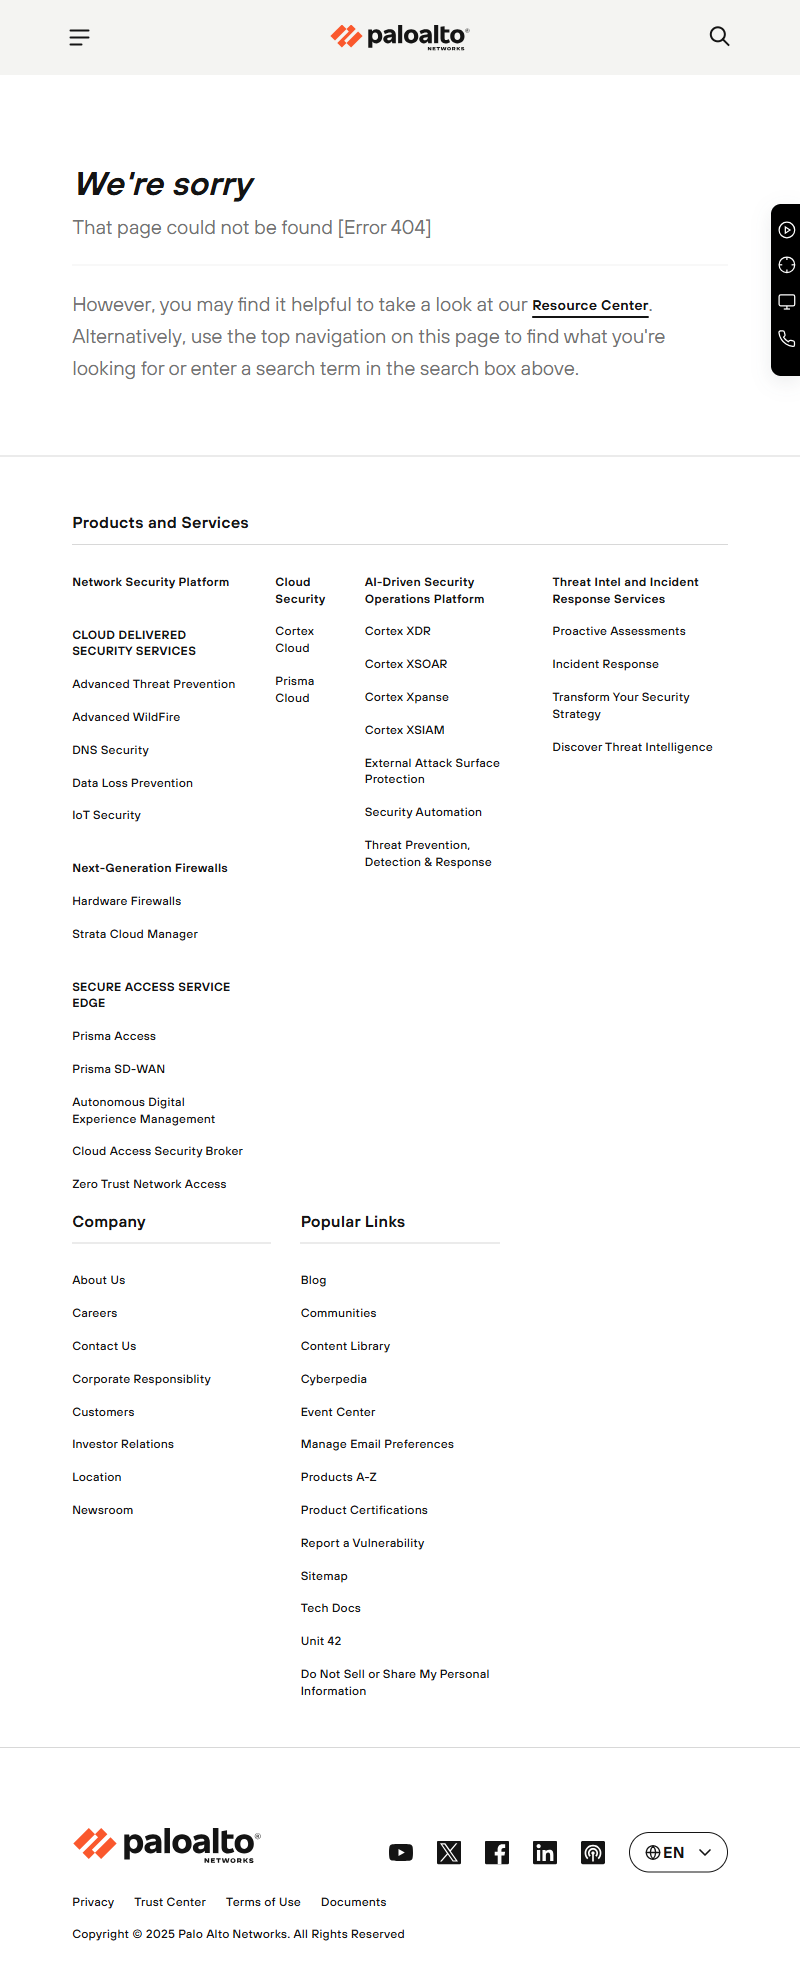 paloalto®
NETWORKS
We're sorry
That page could not be found [Error 404]
However, you may find it helpful to take a look at our Resource Center.
Alternatively, use the top navigation on this page to find what you're
looking for or enter a search term in the search box above.
Products and Services
Network Security Platform
CLOUD DELIVERED
SECURITY SERVICES
Advanced Threat Prevention
Advanced WildFire
DNS Security
Data Loss Prevention
IoT Security
Next-Generation Firewalls
Hardware Firewalls
Strata Cloud Manager
SECURE ACCESS SERVICE
EDGE
Prisma Access
Prisma SD-WAN
Autonomous Digital
Experience Management
Cloud Access Security Broker
Zero Trust Network Access
Cloud
Security
Cortex
Cloud
Prisma
Cloud
AI-Driven Security
Operations Platform
Cortex XDR
Cortex XSOAR
Cortex Xpanse
Cortex XSIAM
External Attack Surface
Protection
Security Automation
Threat Prevention,
Detection & Response
Threat Intel and Incident
Response Services
Proactive Assessments
Incident Response
Transform Your Security
Strategy
Discover Threat Intelligence
Company
About Us
Careers
Contact Us
Corporate Responsiblity
Customers
Investor Relations
Location
Newsroom
Popular Links
Blog
Communities
Content Library
Cyberpedia
Event Center
Manage Email Preferences
Products A-Z
Product Certifications
Report a Vulnerability
Sitemap
Tech Docs
Unit 42
Do Not Sell or Share My Personal
Information
paloalto®
NETWORKS
EN
Privacy Trust Center Terms of Use Documents
Copyright © 2025 Palo Alto Networks. All Rights Reserved